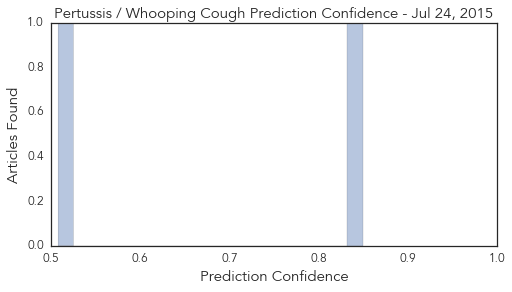 Pertussis / Whooping Cough Prediction Confidence - Jul 24, 2015
1.0
0.8
0.6
0.4
0.2
0.0
Articles Found
0.5 0.6 0.7 0.8 0.9 1.0
Prediction Confidence